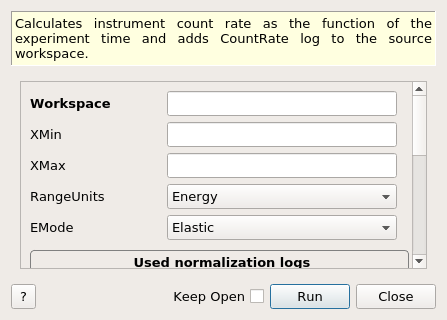 Calculates instrument count rate as the function of the
experiment time and adds CountRate log to the source
workspace.
Workspace
XMin
XMax
RangeUnits Energy
EMode Elastic
Used normalization logs
? Keep Open Run Close